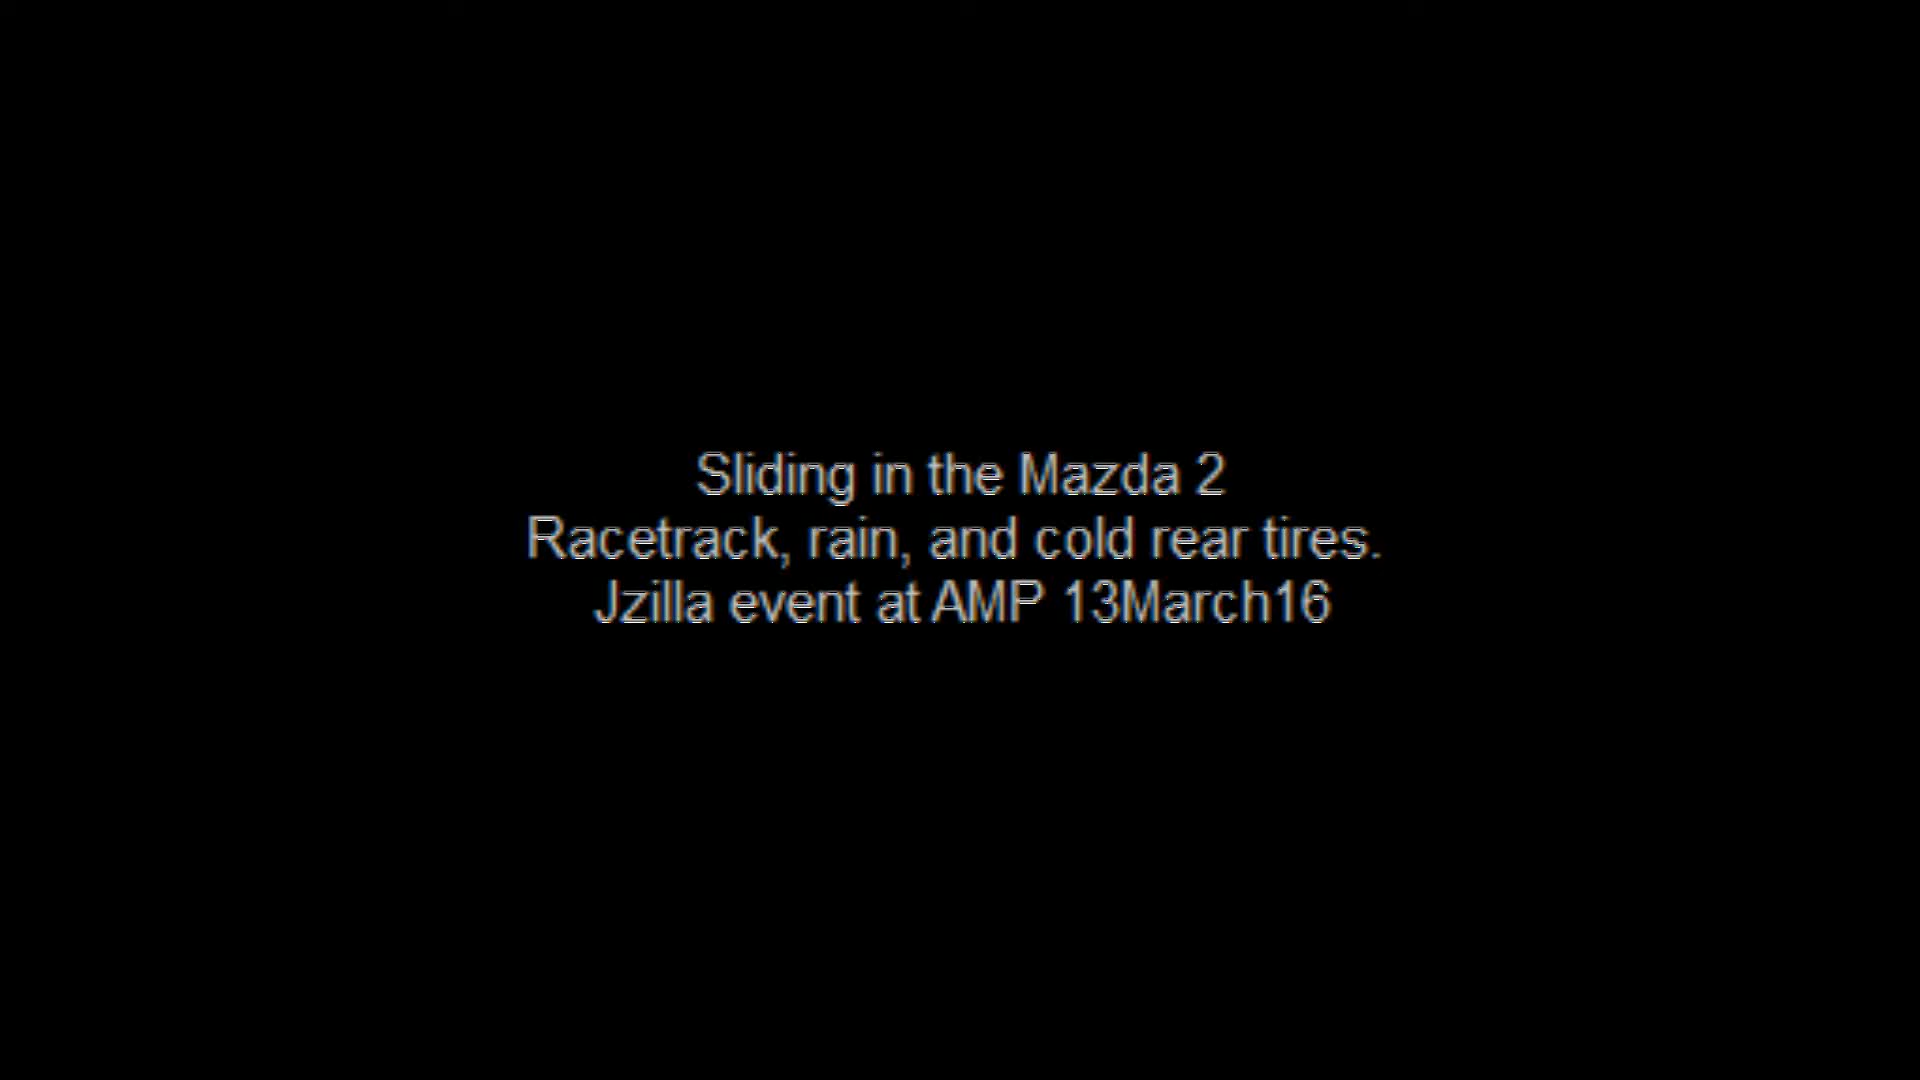 Sliding in the Mazda 2
Racetrack, rain, and cold rear tires.
Jzilla event at AMP 13March16